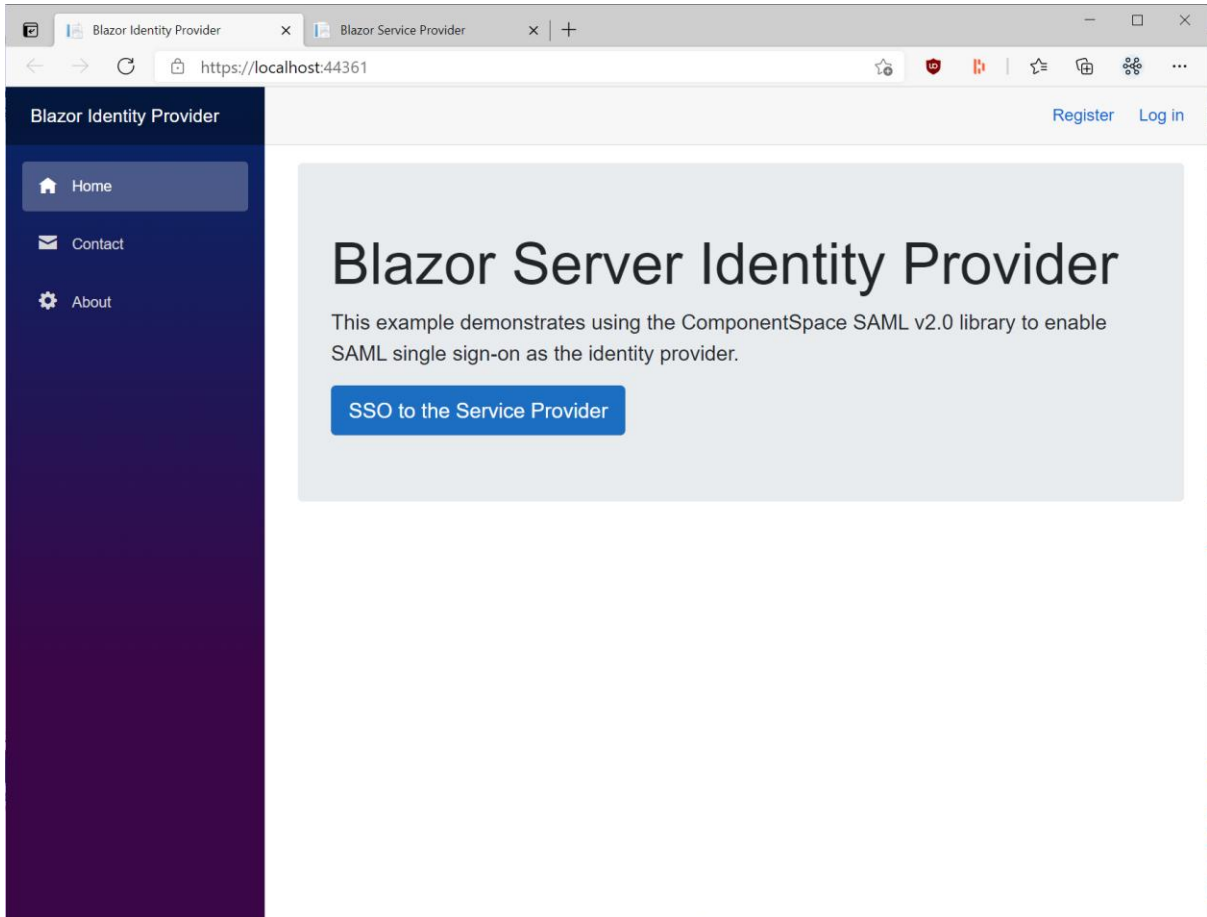 Blazor Identity Provider
Blazor Service Provider
https://localhost:44361
Blazor Identity Provider
Register
Log in
Home
Contact
About
Blazor Server Identity Provider
This example demonstrates using the ComponentSpace SAML v2.0 library to enable
SAML single sign-on as the identity provider.
SSO to the Service Provider